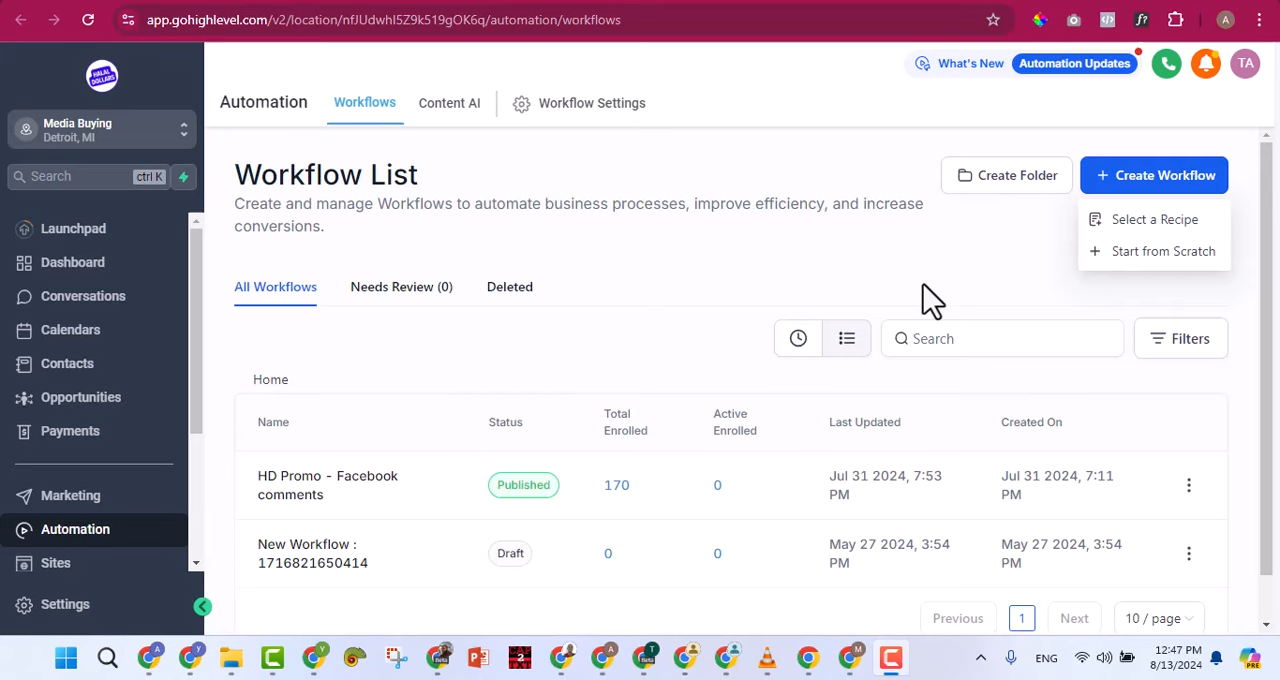 app.gohighlevel.com/v2/location/nfJUdwhI5Z9k519gOK6q/automation/workflows
A
HALAL
DOLLARS
Media Buying
Detroit, MI
Search
ctrl K
Launchpad
Dashboard
Conversations
Calendars
Contacts
Opportunities
Payments
Marketing
Automation
Sites
Settings
What's New
Automation Updates
TA
Automation
Workflows
Content AI
Workflow Settings
Workflow List
Create and manage Workflows to automate business processes, improve efficiency, and increase
conversions.
Create Folder
+ Create Workflow
Select a Recipe
+ Start from Scratch
All Workflows
Needs Review (0)
Deleted
Search
Filters
Home
Name
Status
Total
Enrolled
Active
Enrolled
Last Updated
Created On
HD Promo - Facebook
comments
Published
170
0
Jul 31 2024, 7:53
PM
Jul 31 2024, 7:11
PM
New Workflow :
1716821650414
Draft
0
0
May 27 2024, 3:54
PM
May 27 2024, 3:54
PM
Previous
1
Next
10 / page
ENG
12:47 PM
8/13/2024